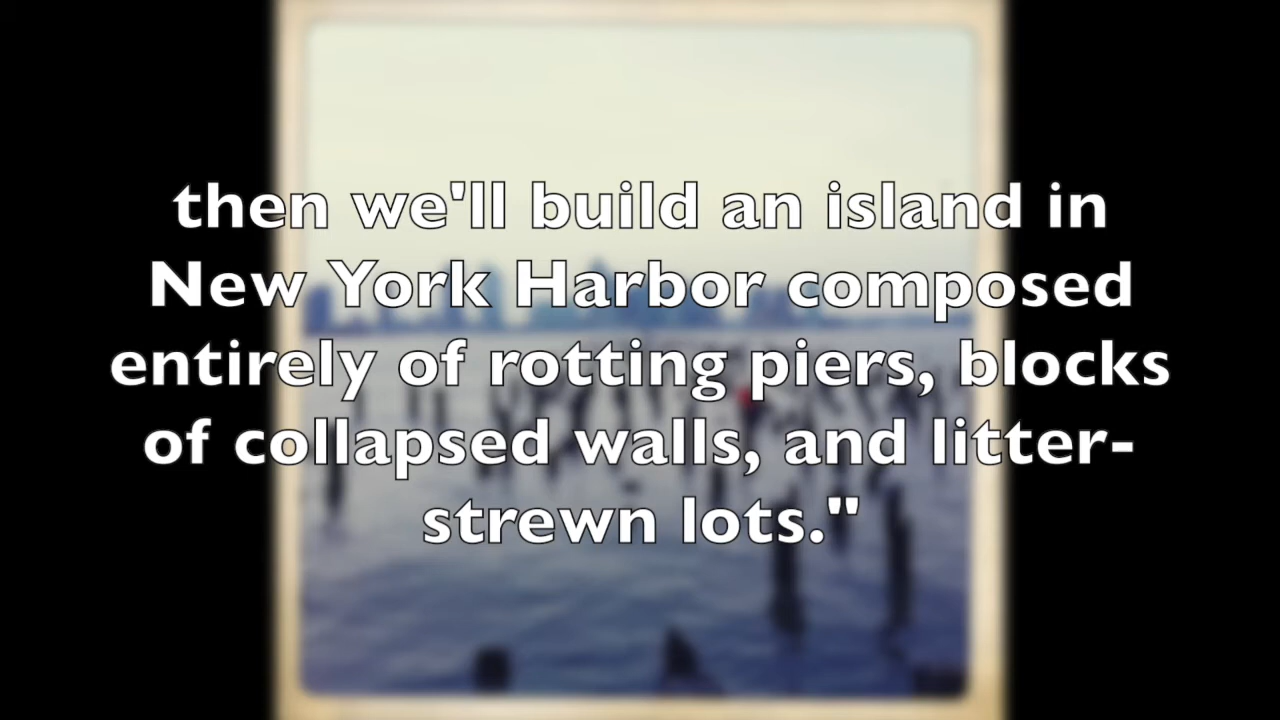 then we'll build an island in
New York Harbor composed
entirely of rotting piers, blocks
of collapsed walls, and litter-
strewn lots."